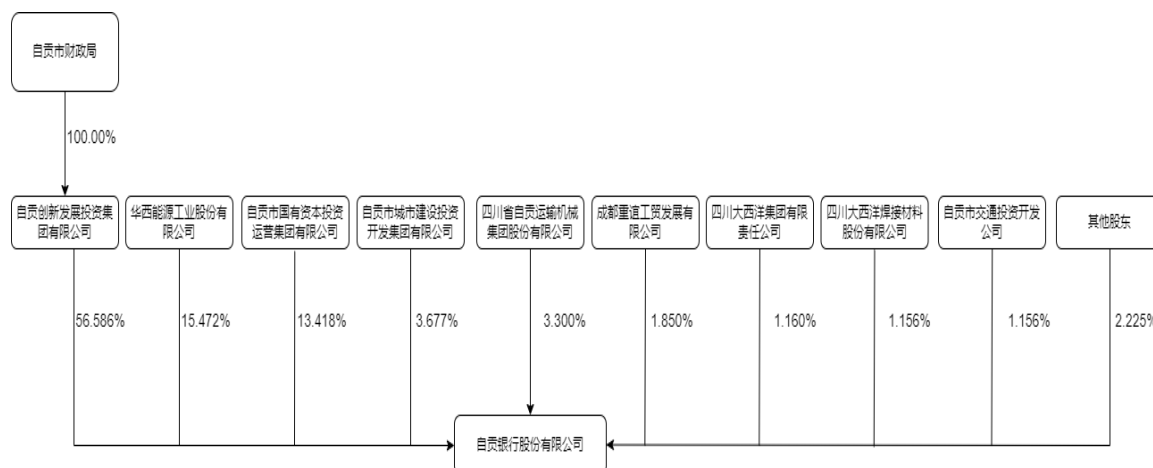 自贡市财政局
100.00%
自贡创新发展投资集
团有限公司
华西能源工业股份有
限公司
自贡市国有资本投资
运营集团有限公司
自贡市城市建设投资
开发集团有限公司
四川省自贡运输机械
集团股份有限公司
成都重谊工贸发展有
限公司
四川大西洋集团有限
责任公司
四川大西洋焊接材料
股份有限公司
自贡市交通投资开发
公司
其他股东
56.586%
15.472%
13.418%
3.677%
3.300%
1.850%
1.160%
1.156%
1.156%
2.225%
自贡银行股份有限公司